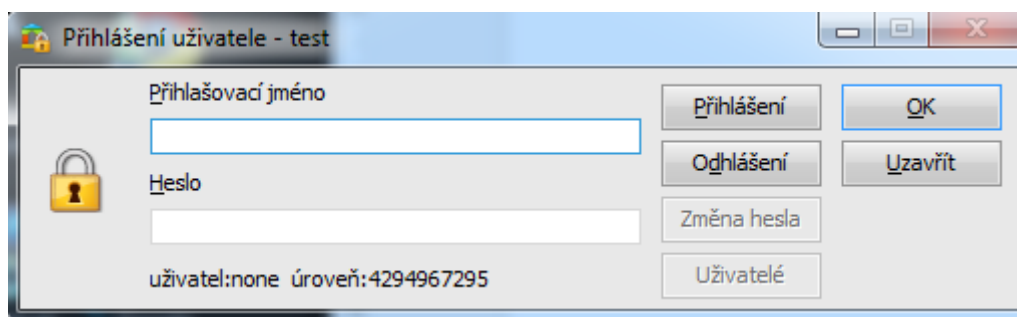 Přihlášení uživatele - test
Přihlašovací jméno
Přihlášení
OK
Odhlášení
Uzavřít
Heslo
Změna hesla
uživatel:none úroveň:4294967295
Uživatelé